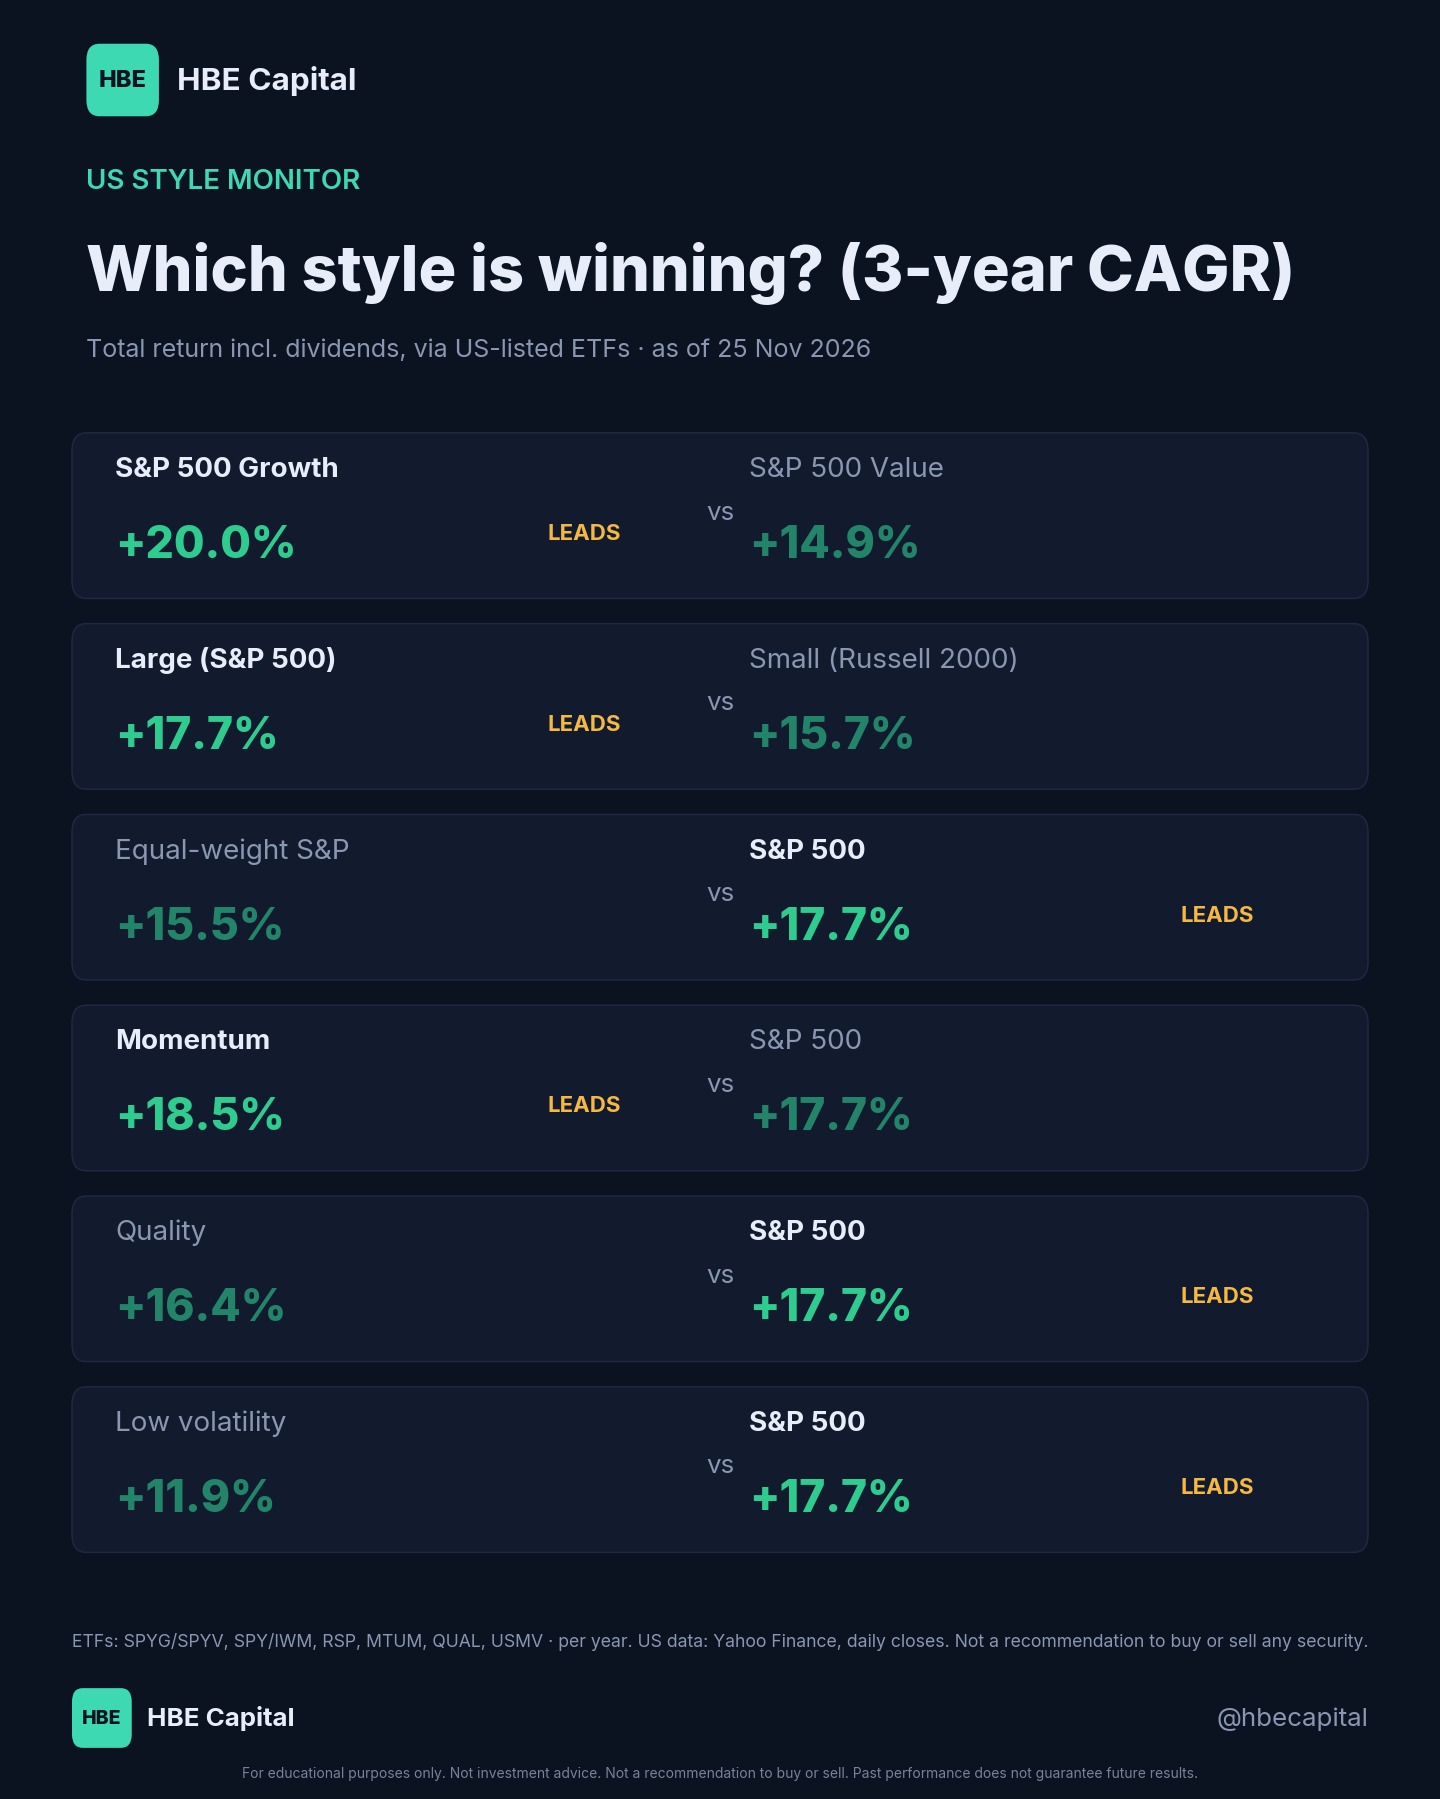 HBE HBE Capital
US STYLE MONITOR
Which style is winning? (3-year CAGR)
Total return incl. dividends, via US-listed ETFs · as of 25 Nov 2026
S&P 500 Growth
+20.0%
LEADS
vs
S&P 500 Value
+14.9%
Large (S&P 500)
+17.7%
LEADS
vs
Small (Russell 2000)
+15.7%
Equal-weight S&P
+15.5%
vs
S&P 500
+17.7%
LEADS
Momentum
+18.5%
LEADS
vs
S&P 500
+17.7%
Quality
+16.4%
vs
S&P 500
+17.7%
LEADS
Low volatility
+11.9%
vs
S&P 500
+17.7%
LEADS
ETFs: SPYG/SPYV, SPY/IWM, RSP, MTUM, QUAL, USMV · per year. US data: Yahoo Finance, daily closes. Not a recommendation to buy or sell any security.
HBE HBE Capital
@hbecapital
For educational purposes only. Not investment advice. Not a recommendation to buy or sell. Past performance does not guarantee future results.